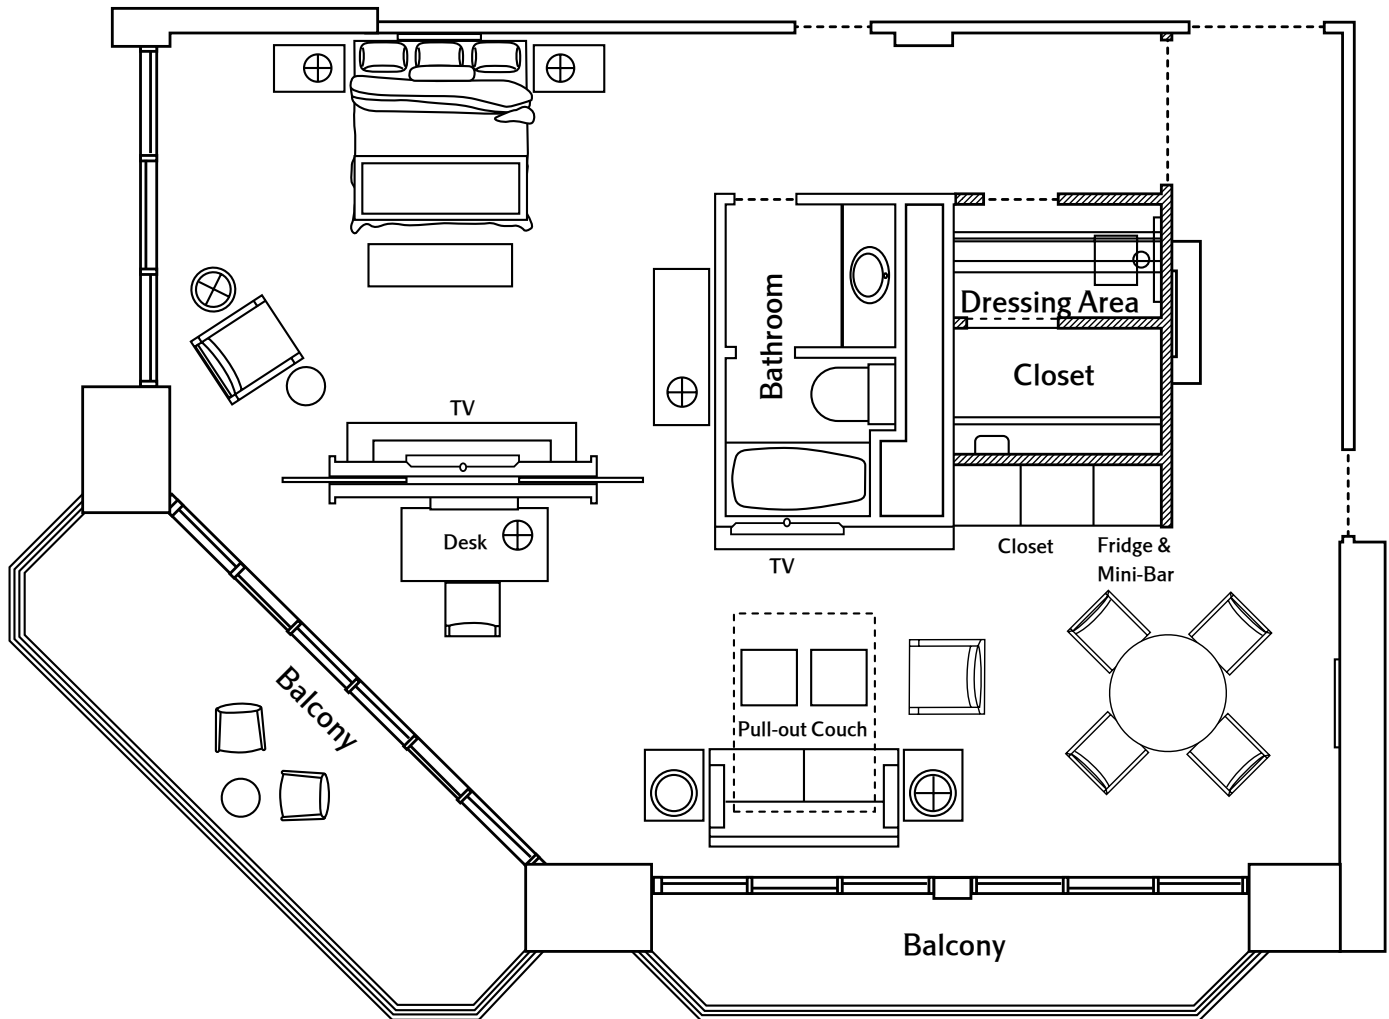 Dressing Area
Bathroom
Closet
TV
Desk
Closet
Fridge &
Mini-Bar
TV
Balcony
Pull-out Couch
Balcony